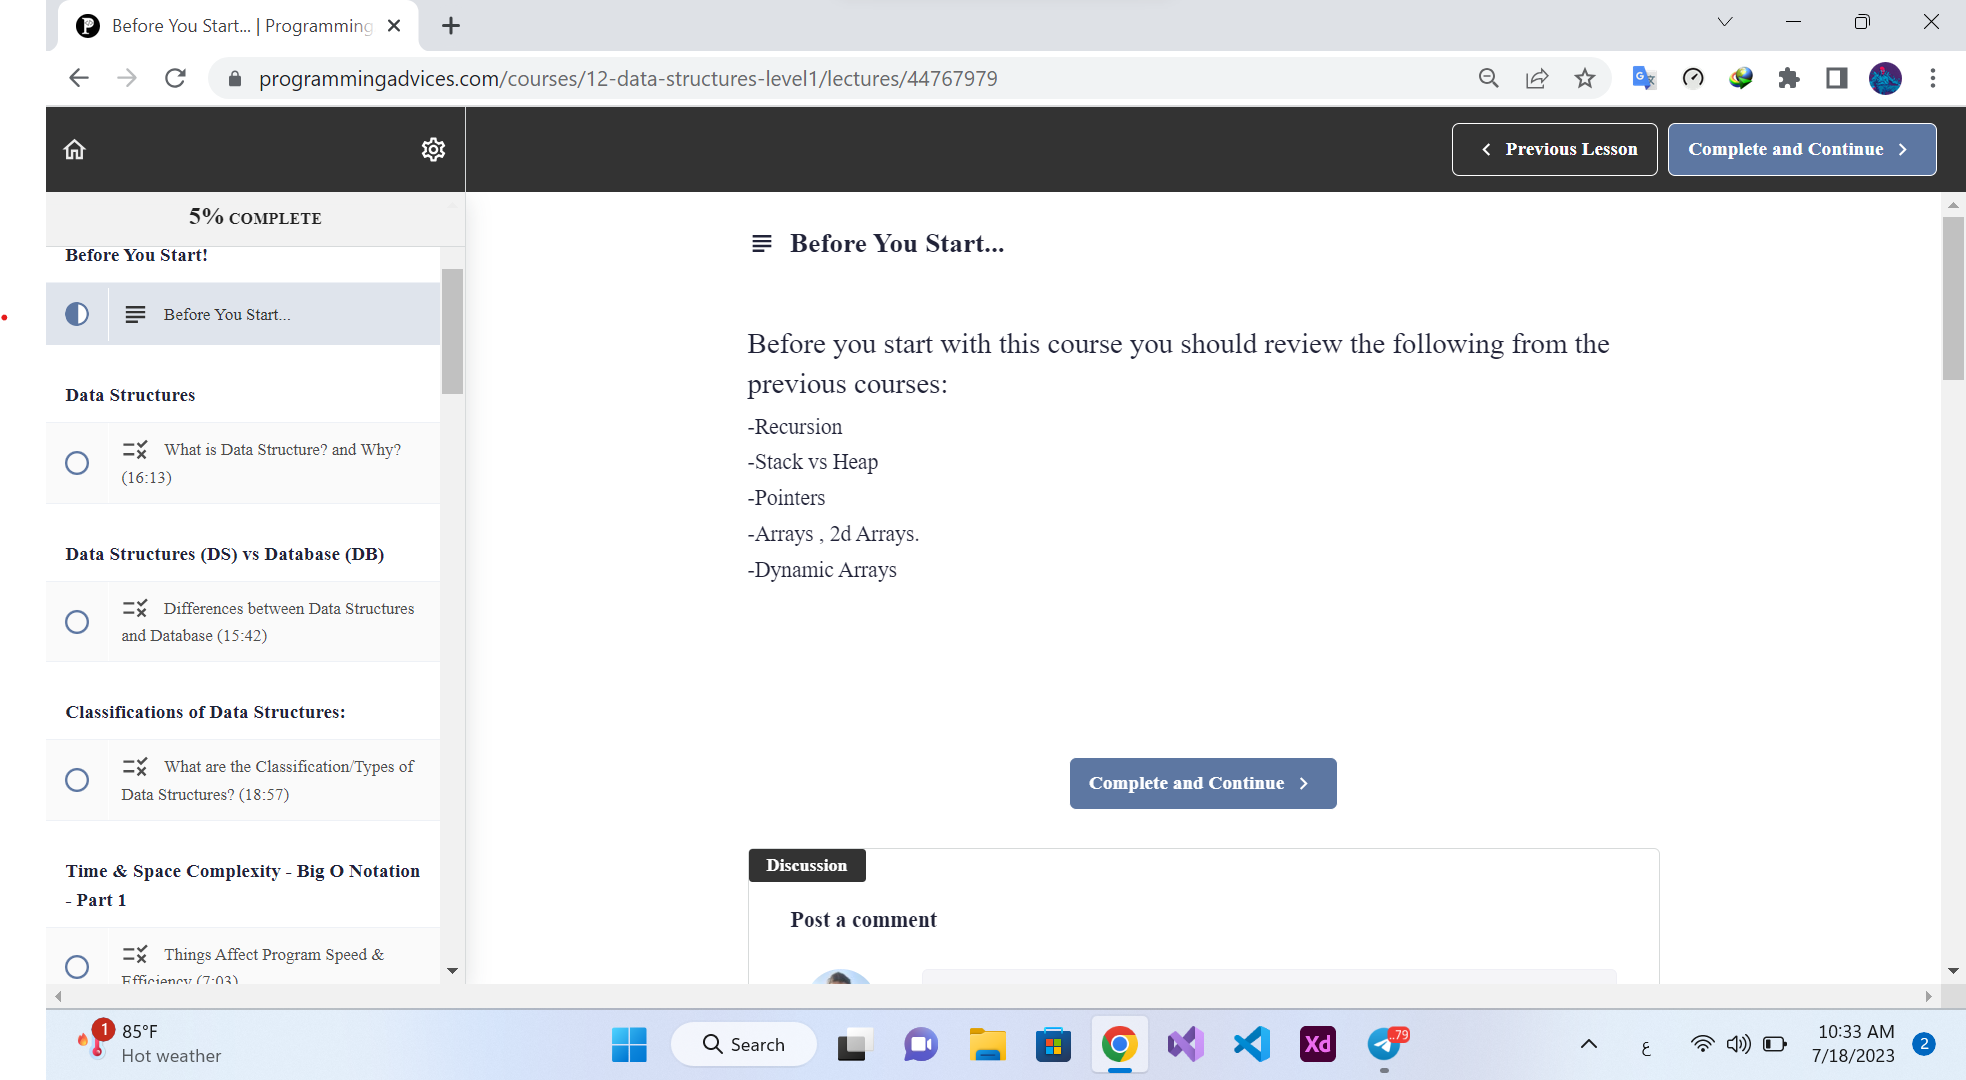 Before You Start... | Programming
programmingadvices.com/courses/12-data-structures-level1/lectures/44767979
Previous Lesson
Complete and Continue
5% COMPLETE
Before You Start!
Before You Start...
Data Structures
What is Data Structure? and Why?
(16:13)
Data Structures (DS) vs Database (DB)
Differences between Data Structures
and Database (15:42)
Classifications of Data Structures:
What are the Classification/Types of
Data Structures? (18:57)
Time & Space Complexity - Big O Notation
- Part 1
Things Affect Program Speed &
Efficiency (7:03)
Before You Start...
Before you start with this course you should review the following from the
previous courses:
-Recursion
-Stack vs Heap
-Pointers
-Arrays , 2d Arrays.
-Dynamic Arrays
Complete and Continue
Discussion
Post a comment
1
85°F
Hot weather
Search
Xd
..79
ع
10:33 AM
7/18/2023
2